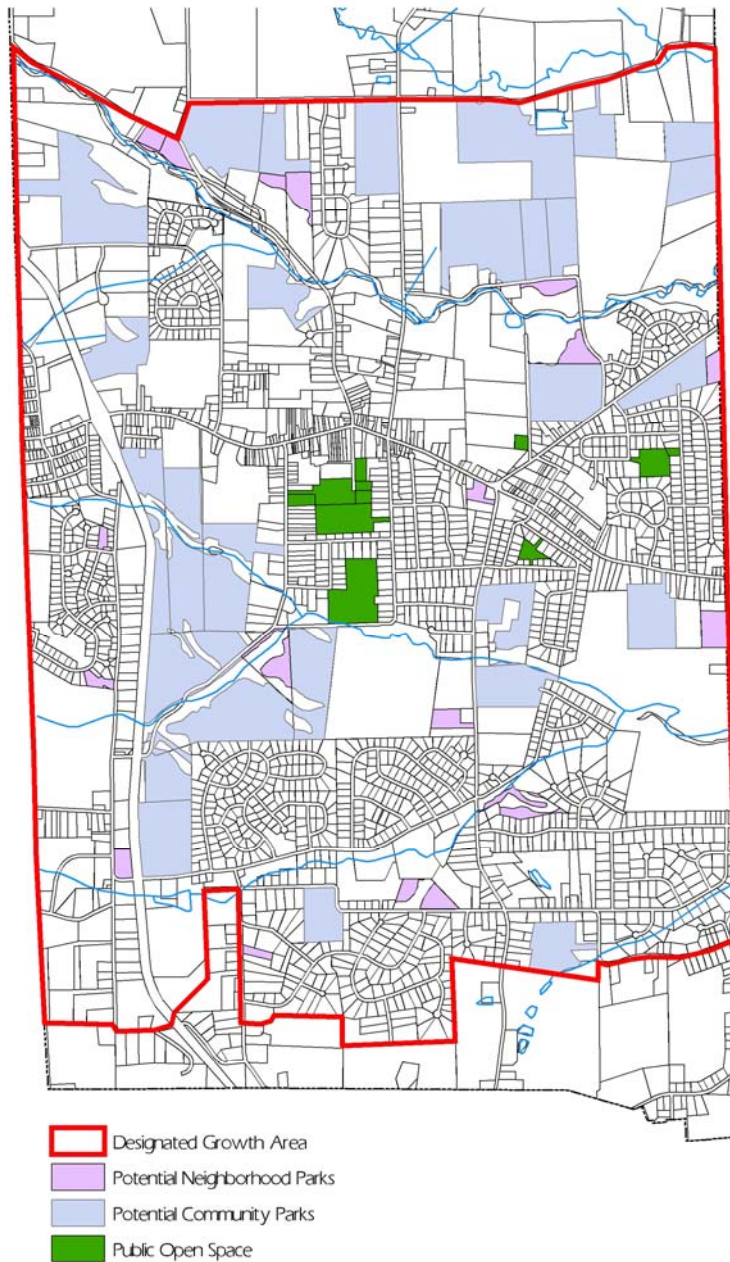 Designated Growth Area
Potential Neighborhood Parks
Potential Community Parks
Public Open Space